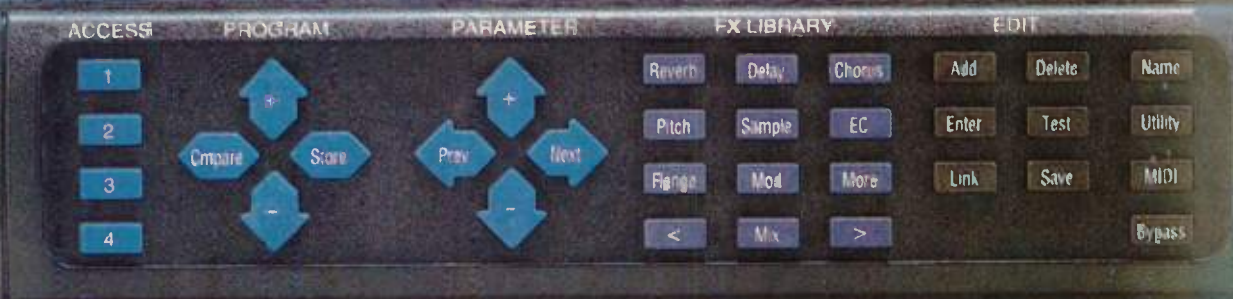 ACCESS PROGRAM PARAMETER FX LIBRARY EDIT
1 + + Reverb Delay Chorus Add Delete Name
2 Cmpare Store Prev Next Pitch Sample EC Enter Test Utility
3 - - Flange Mod More Link Save MIDI
4 < Mix > Bypass